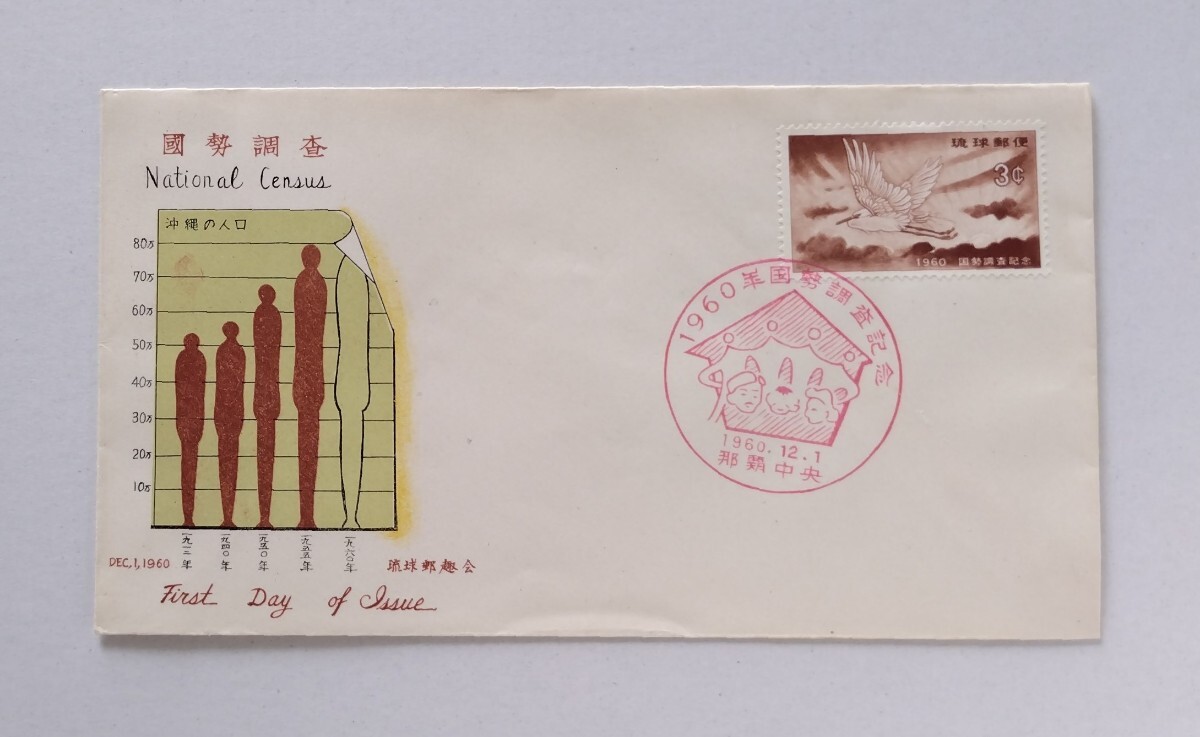 國勢調査
National Census
沖縄の人口
80万
70万
60万
50万
40万
30万
20万
10万
一九一二年
一九四〇年
一九五〇年
一九五五年
一九六〇年
DEC,1,1960
琉球郵趣会
First Day of Issue
琉球郵便
3¢
1960 国勢調査記念
1960年国勢調査記念
1960.12.1
那覇中央